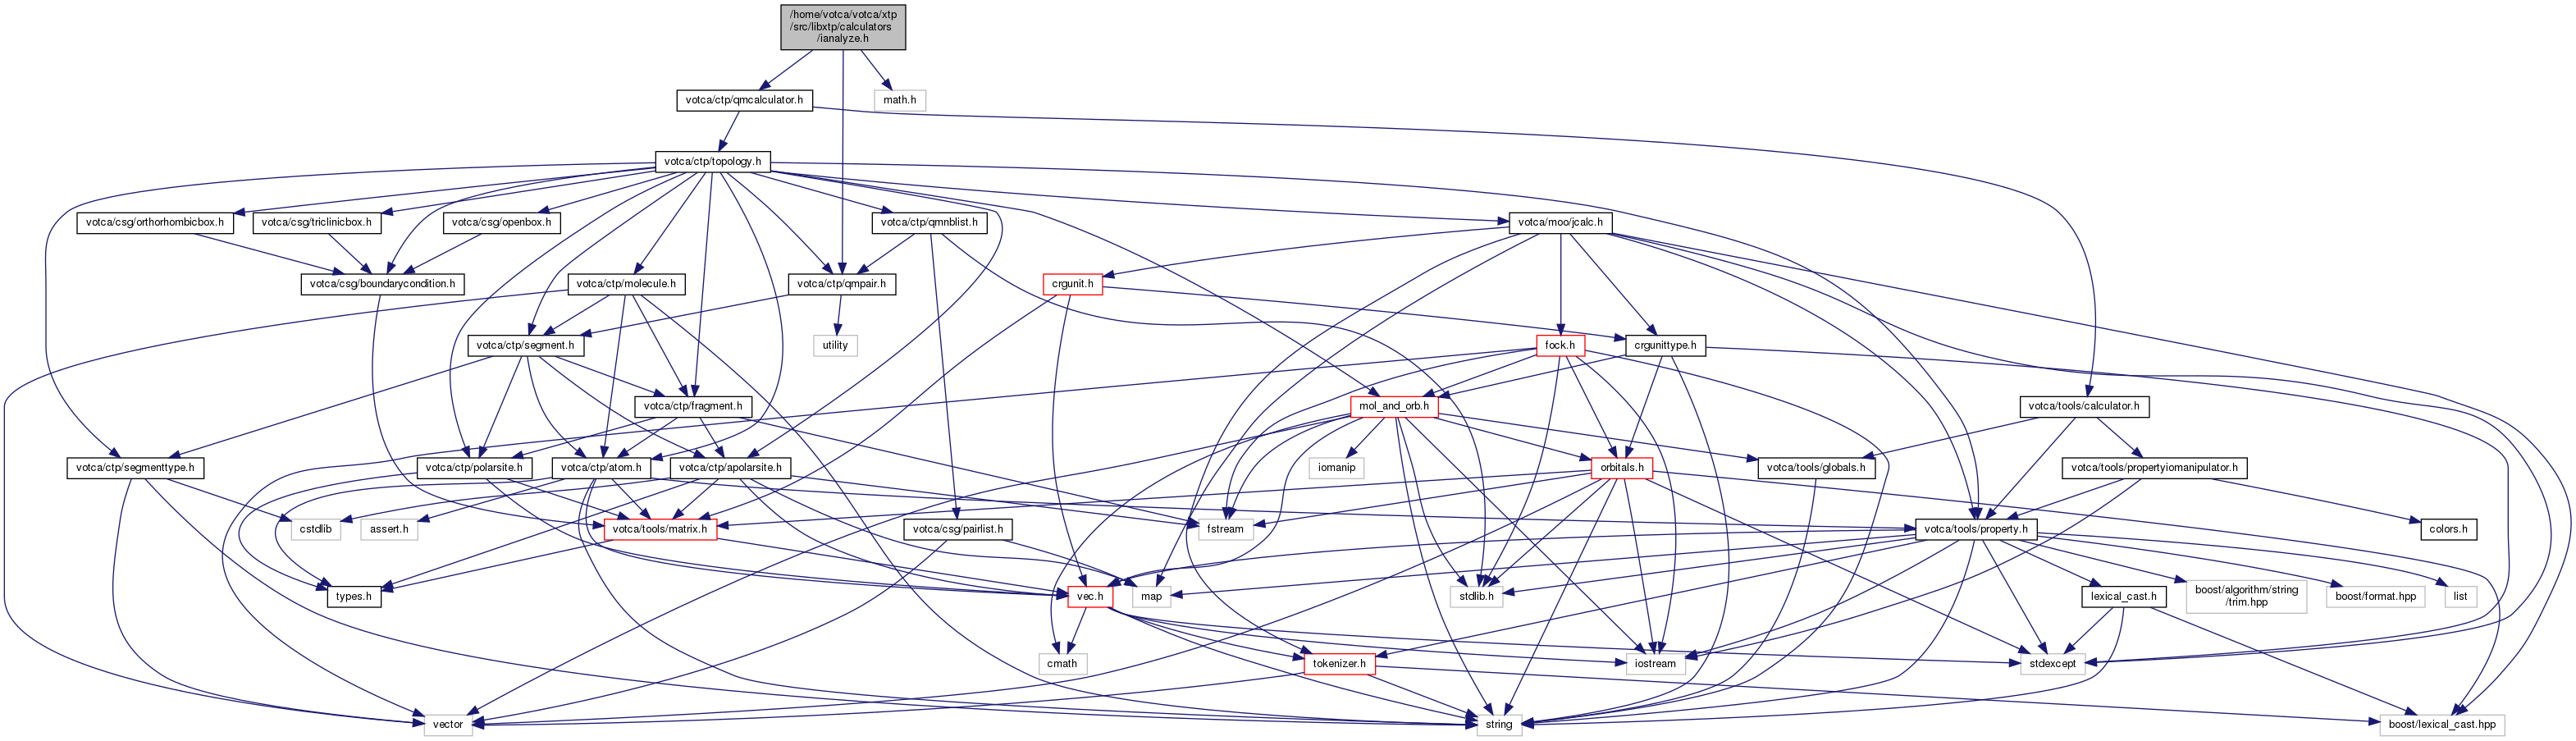 /home/votca/votca/xtp
/src/libxtp/calculators
/ianalyze.h
votca/ctp/qmcalculator.h
math.h
votca/ctp/topology.h
votca/csg/orthorhombicbox.h
votca/csg/triclinicbox.h
votca/csg/openbox.h
votca/ctp/qmnblist.h
votca/moo/jcalc.h
votca/csg/boundarycondition.h
votca/ctp/molecule.h
votca/ctp/qmpair.h
crgunit.h
votca/ctp/segment.h
utility
fock.h
crgunittype.h
votca/ctp/fragment.h
mol_and_orb.h
votca/tools/calculator.h
votca/ctp/segmenttype.h
votca/ctp/polarsite.h
votca/ctp/atom.h
votca/ctp/apolarsite.h
iomanip
orbitals.h
votca/tools/globals.h
votca/tools/propertyiomanipulator.h
cstdlib
assert.h
votca/tools/matrix.h
votca/csg/pairlist.h
fstream
votca/tools/property.h
colors.h
types.h
vec.h
map
stdlib.h
lexical_cast.h
boost/algorithm/string
/trim.hpp
boost/format.hpp
list
cmath
tokenizer.h
iostream
stdexcept
vector
string
boost/lexical_cast.hpp